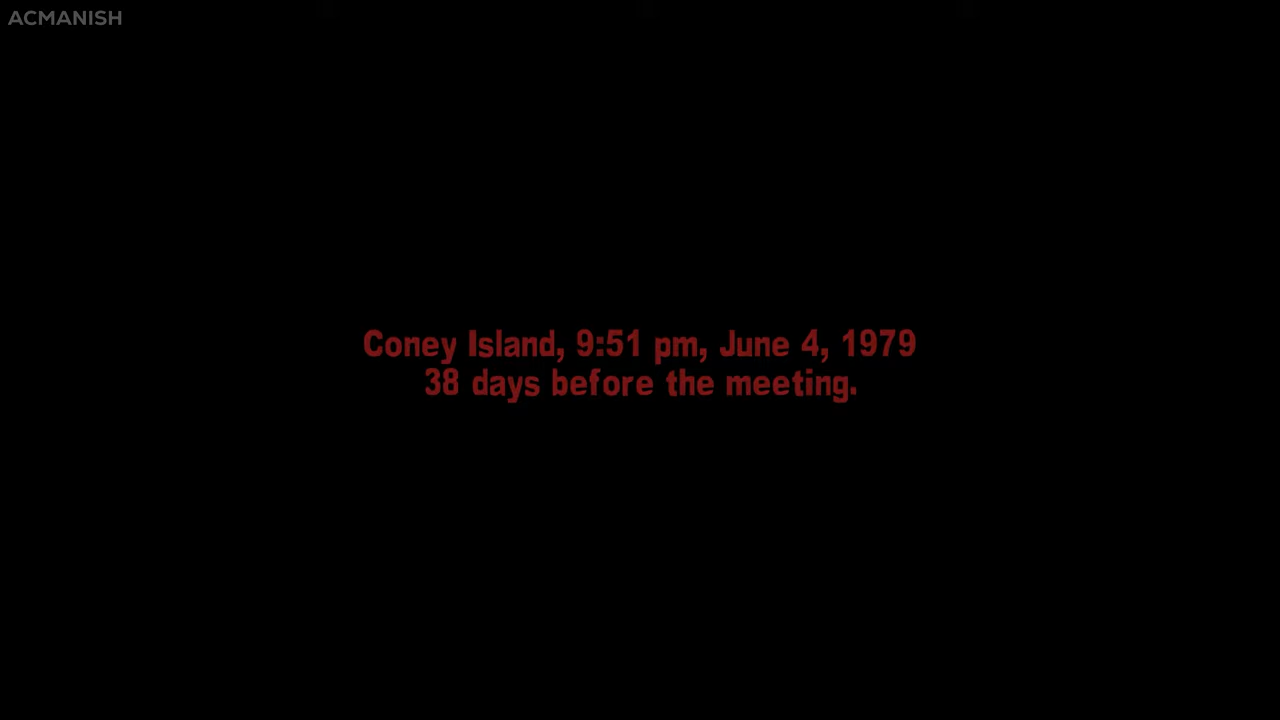 ACMANISH
Coney Island, 9:51 pm, June 4, 1979
38 days before the meeting.